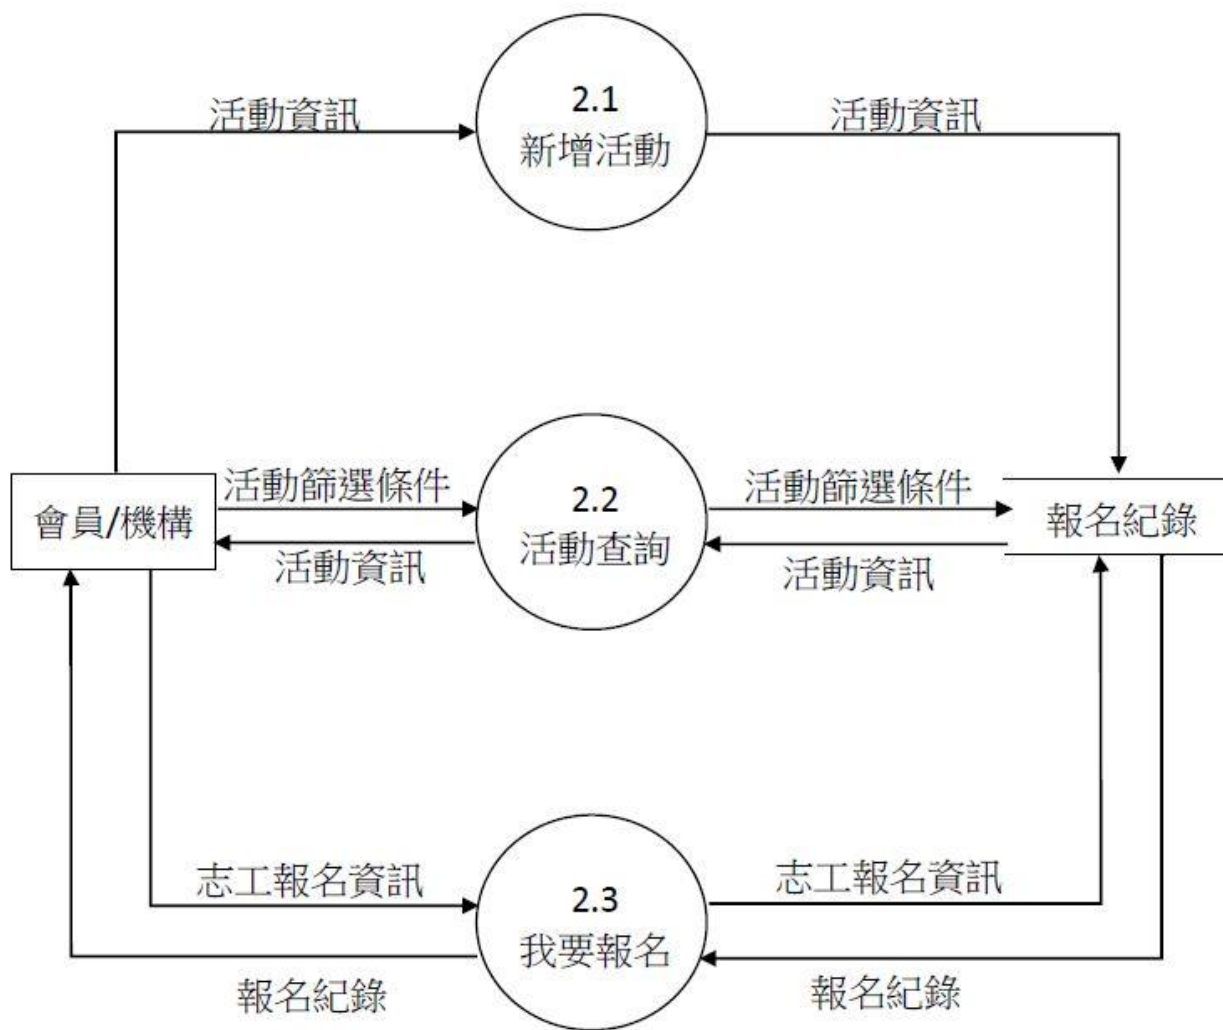 活動資訊
2.1
新增活動
活動資訊
會員/機構
活動篩選條件
活動資訊
2.2
活動查詢
活動篩選條件
活動資訊
報名紀錄
志工報名資訊
報名紀錄
2.3
我要報名
志工報名資訊
報名紀錄